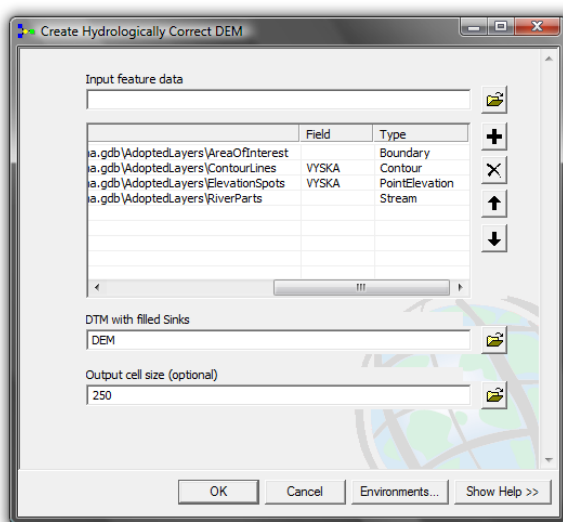 Create Hydrologically Correct DEM
Input feature data
Field Type
a.gdb\AdoptedLayers\AreaOfInterest Boundary
a.gdb\AdoptedLayers\ContourLines VYSKA Contour
a.gdb\AdoptedLayers\ElevationSpots VYSKA PointElevation
a.gdb\AdoptedLayers\RiverParts Stream
DTM with filled Sinks
DEM
Output cell size (optional)
250
OK Cancel Environments... Show Help >>